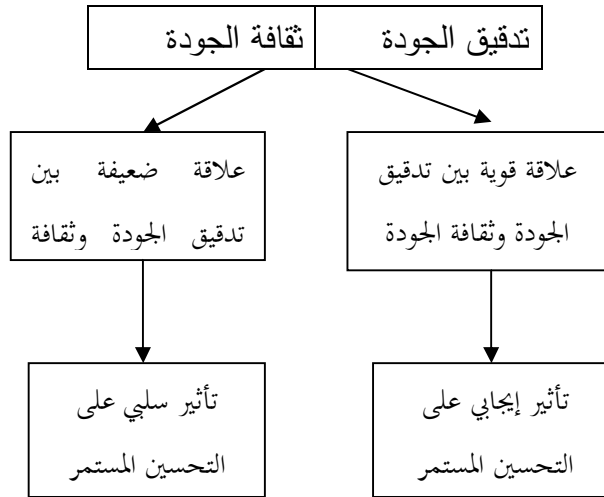 تدقيق الجودة
ثقافة الجودة
علاقة قوية بين تدقيق
الجودة وثقافة الجودة
علاقة ضعيفة بين
تدقيق الجودة وثقافة
تأثير إيجابي على
التحسين المستمر
تأثير سلبي على
التحسين المستمر